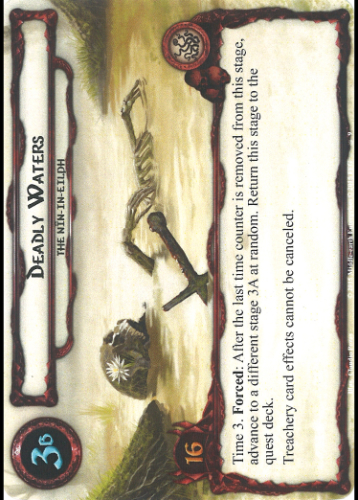 3B
DEADLY WATERS
THE NÎN-IN-EILPH
16
Time 3. Forced: After the last time counter is removed from this stage,
advance to a different stage 3A at random. Return this stage to the
quest deck.
Treachery card effects cannot be canceled.